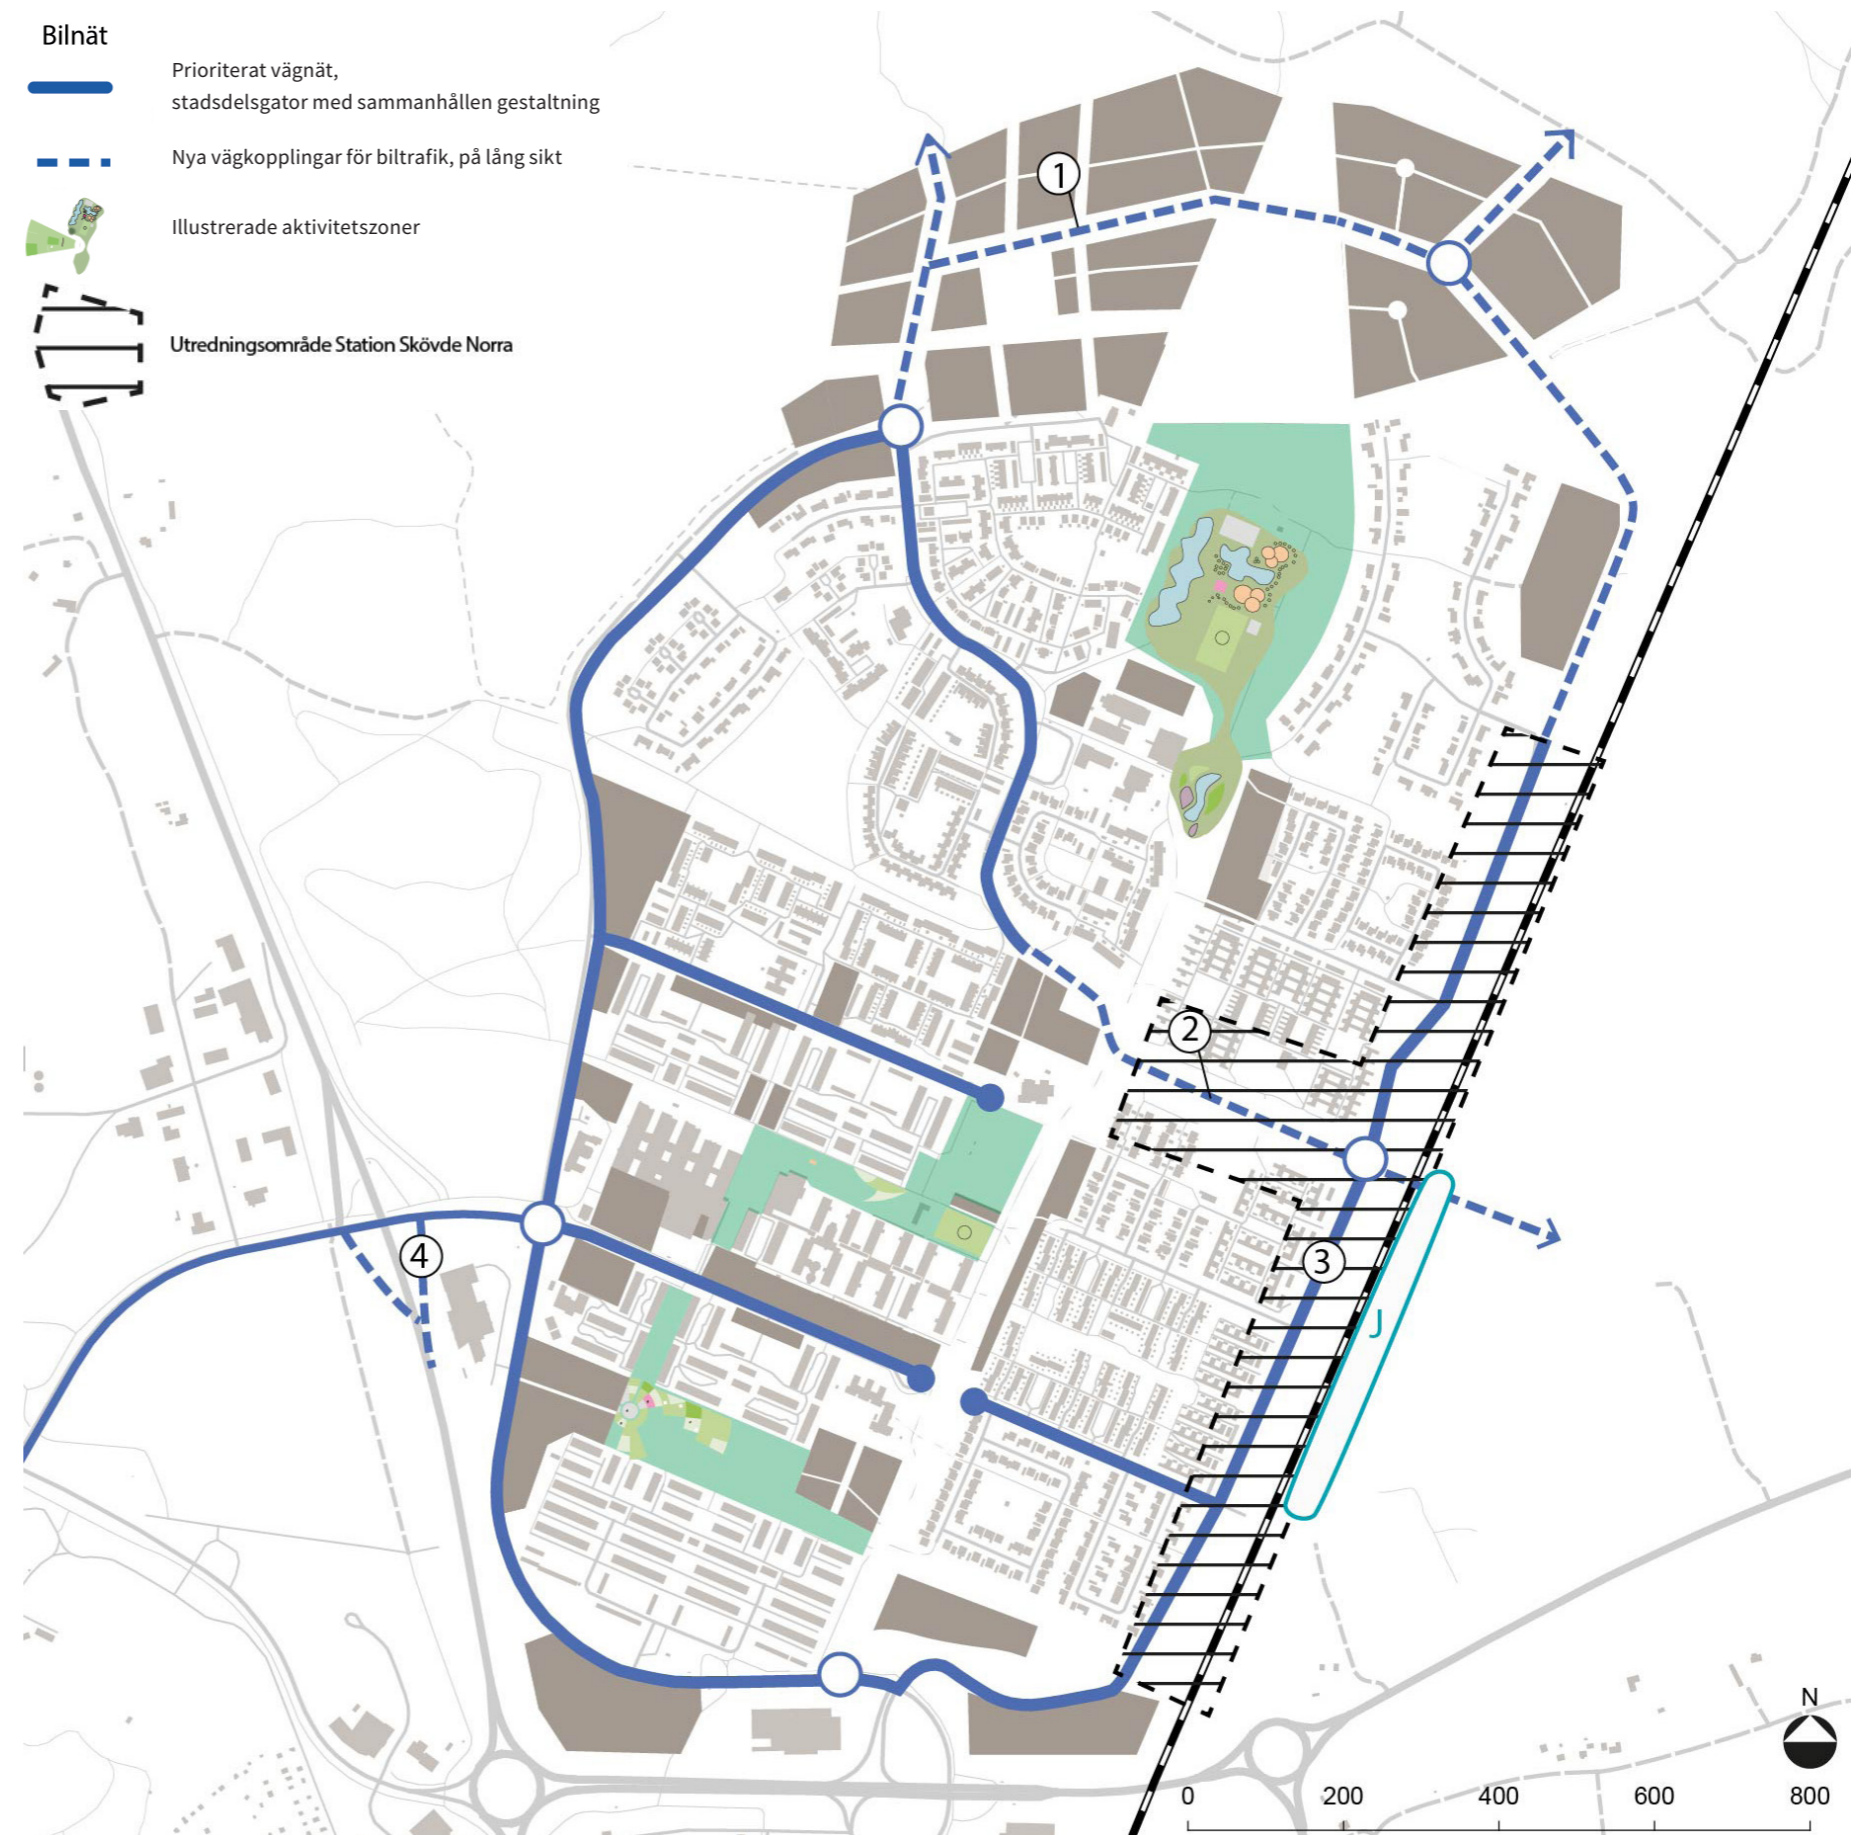 Bilnät
Prioriterat vägnät,
stadsdelsgator med sammanhållen gestaltning
Nya vägkopplingar för biltrafik, på lång sikt
Illustrerade aktivitetszoner
Utredningsområde Station Skövde Norra
1
2
3
4
J
N
0 200 400 600 800